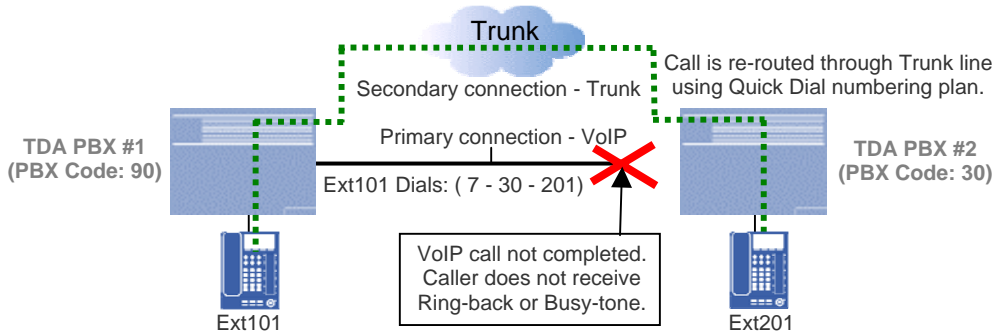 Trunk
Call is re-routed through Trunk line
using Quick Dial numbering plan.
Secondary connection - Trunk
TDA PBX #1
(PBX Code: 90)
Primary connection - VoIP
TDA PBX #2
(PBX Code: 30)
Ext101 Dials: ( 7 - 30 - 201)
VoIP call not completed.
Caller does not receive
Ring-back or Busy-tone.
Ext101
Ext201